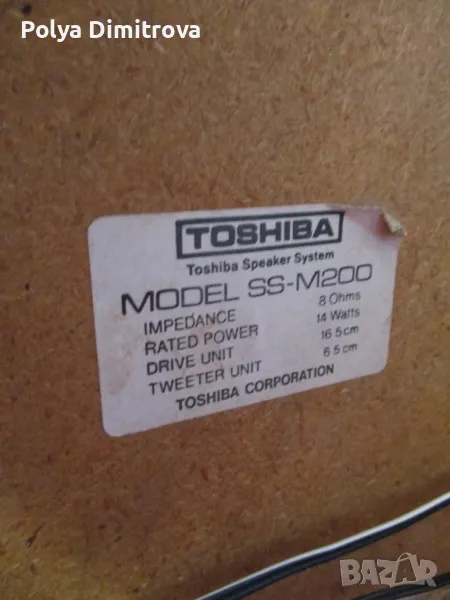 Polya Dimitrova
TOSHIBA
Toshiba Speaker System
MODEL SS-M200
IMPEDANCE 8 Ohms
RATED POWER 14 Watts
DRIVE UNIT 16.5cm
TWEETER UNIT 6.5cm
TOSHIBA CORPORATION
BAZAR